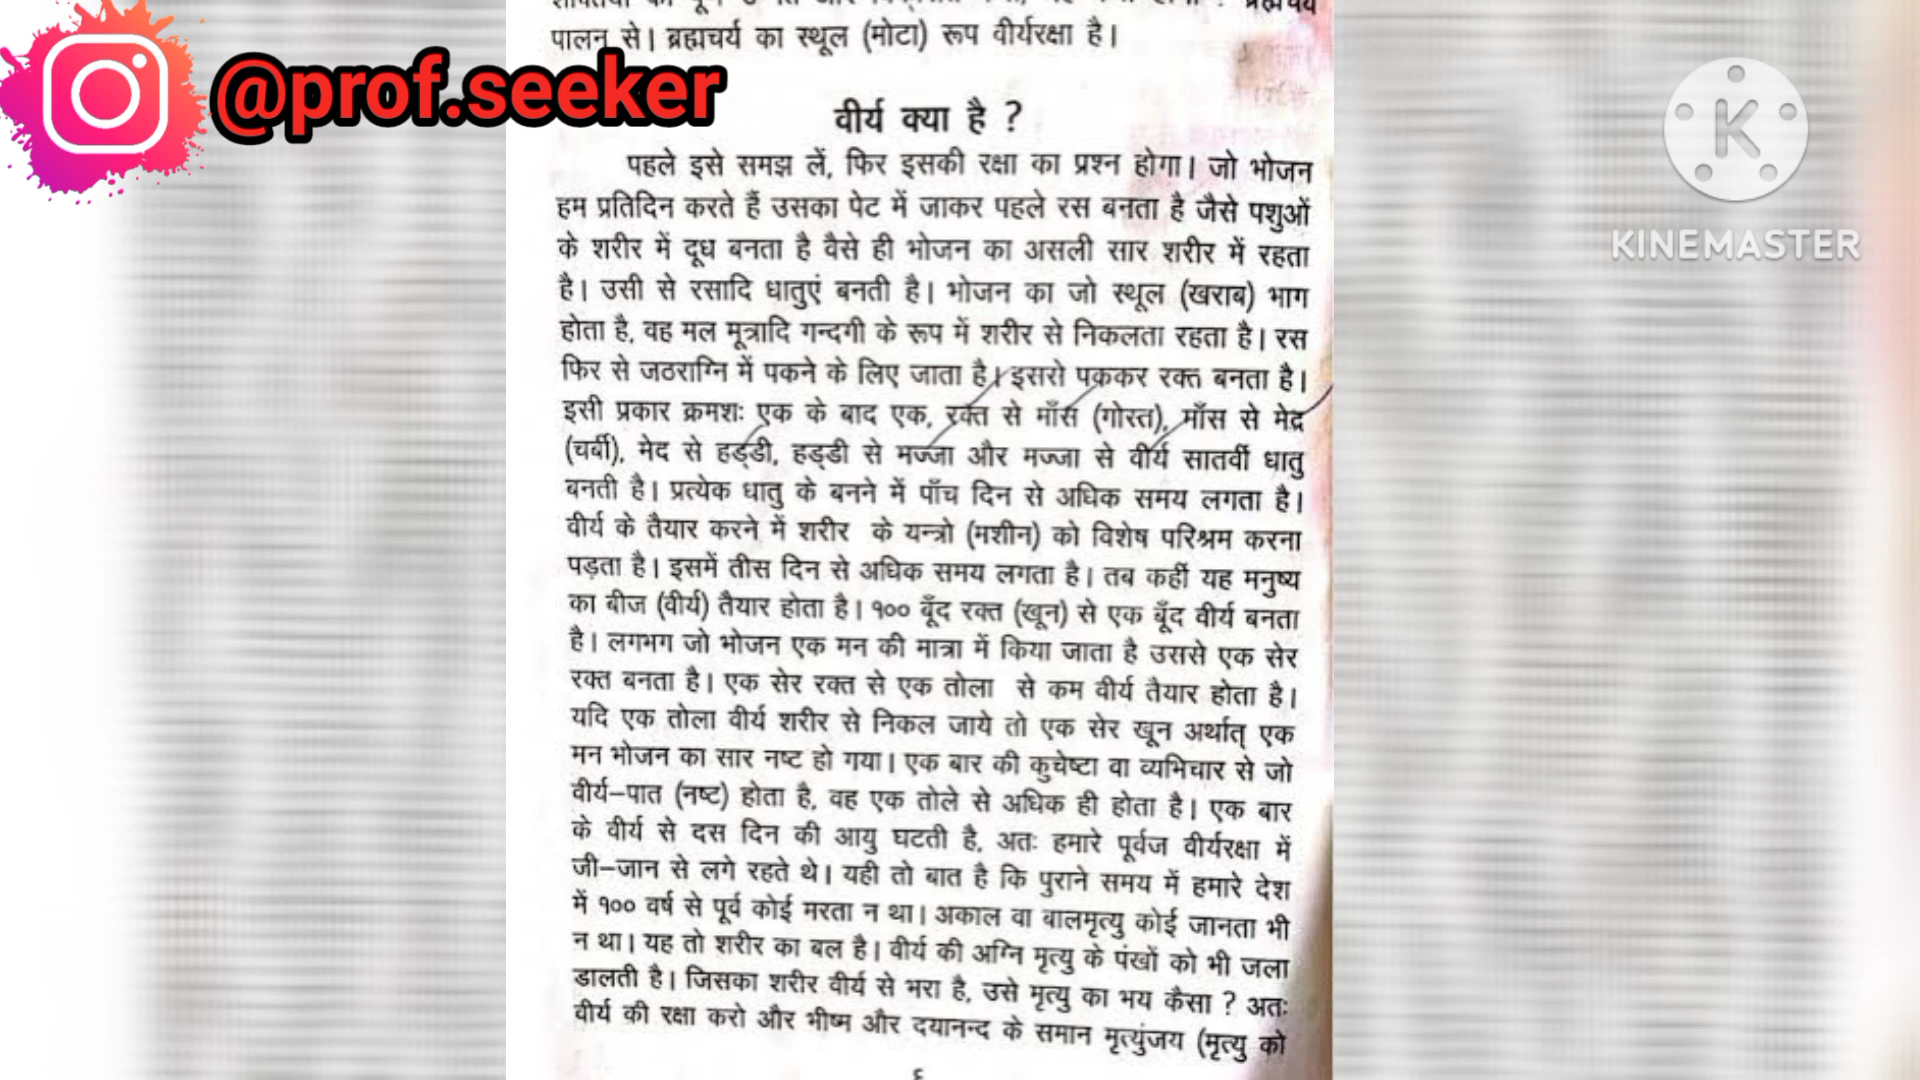 पालन से। ब्रह्मचर्य का स्थूल (मोटा) रूप वीर्यरक्षा है।
@prof.seeker
K
KINEMASTER
वीर्य क्या है ?
पहले इसे समझ लें, फिर इसकी रक्षा का प्रश्न होगा। जो भोजन
हम प्रतिदिन करते हैं उसका पेट में जाकर पहले रस बनता है जैसे पशुओं
के शरीर में दूध बनता है वैसे ही भोजन का असली सार शरीर में रहता
है। उसी से रसादि धातुएं बनती है। भोजन का जो स्थूल (खराब) भाग
होता है, वह मल मूत्रादि गन्दगी के रूप में शरीर से निकलता रहता है। रस
फिर से जठराग्नि में पकने के लिए जाता है। इसरो पककर रक्त बनता है।
इसी प्रकार क्रमशः एक के बाद एक, रक्त से माँस (गोस्त), माँस से मेद
(चर्बी), मेद से हड्डी, हड्डी से मज्जा और मज्जा से वीर्य सातवीं धातु
बनती है। प्रत्येक धातु के बनने में पाँच दिन से अधिक समय लगता है।
वीर्य के तैयार करने में शरीर के यन्त्रो (मशीन) को विशेष परिश्रम करना
पड़ता है। इसमें तीस दिन से अधिक समय लगता है। तब कहीं यह मनुष्य
का बीज (वीर्य) तैयार होता है। १०० बूँद रक्त (खून) से एक बूँद वीर्य बनता
है। लगभग जो भोजन एक मन की मात्रा में किया जाता है उससे एक सेर
रक्त बनता है। एक सेर रक्त से एक तोला से कम वीर्य तैयार होता है।
यदि एक तोला वीर्य शरीर से निकल जाये तो एक सेर खून अर्थात् एक
मन भोजन का सार नष्ट हो गया। एक बार की कुचेष्टा वा व्यभिचार से जो
वीर्य-पात (नष्ट) होता है, वह एक तोले से अधिक ही होता है। एक बार
के वीर्य से दस दिन की आयु घटती है, अतः हमारे पूर्वज वीर्यरक्षा में
जी-जान से लगे रहते थे। यही तो बात है कि पुराने समय में हमारे देश
में १०० वर्ष से पूर्व कोई मरता न था। अकाल वा बालमृत्यु कोई जानता भी
न था। यह तो शरीर का बल है। वीर्य की अग्नि मृत्यु के पंखों को भी जला
डालती है। जिसका शरीर वीर्य से भरा है, उसे मृत्यु का भय कैसा ? अतः
वीर्य की रक्षा करो और भीष्म और दयानन्द के समान मृत्युंजय (मृत्यु को